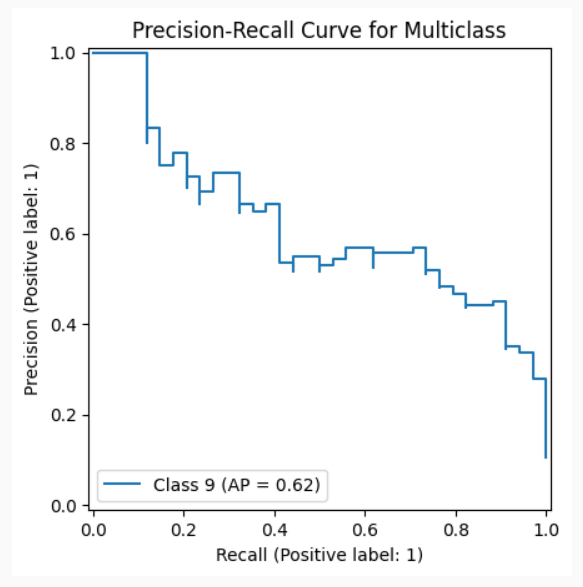 Precision-Recall Curve for Multiclass
1.0
0.8
0.6
0.4
0.2
0.0
Precision (Positive label: 1)
Class 9 (AP = 0.62)
0.0 0.2 0.4 0.6 0.8 1.0
Recall (Positive label: 1)